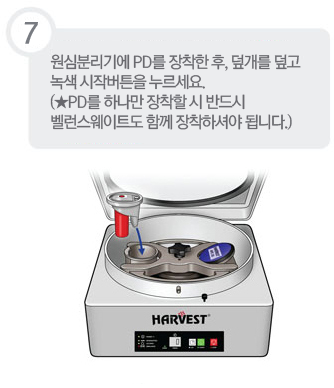 7
원심분리기에 PD를 장착한 후, 덮개를 덮고
녹색 시작버튼을 누르세요.
(★PD를 하나만 장착할 시 반드시
벨런스웨이트도 함께 장착하셔야 됩니다.)
HARVEST®